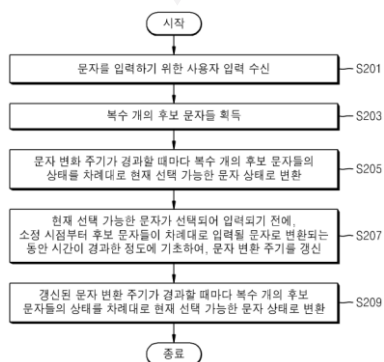 시작
문자를 입력하기 위한 사용자 입력 수신
S201
복수 개의 후보 문자들 획득
S203
문자 변화 주기가 경과할 때마다 복수 개의 후보 문자들의
상태를 차례대로 현재 선택 가능한 문자 상태로 변환
S205
현재 선택 가능한 문자가 선택되어 입력되기 전에,
소정 시점부터 후보 문자들이 차례대로 입력될 문자로 변환되는
동안 시간이 경과한 정도에 기초하여, 문자 변환 주기를 갱신
S207
갱신된 문자 변환 주기가 경과할 때마다 복수 개의 후보
문자들의 상태를 차례대로 현재 선택 가능한 문자 상태로 변환
S209
종료